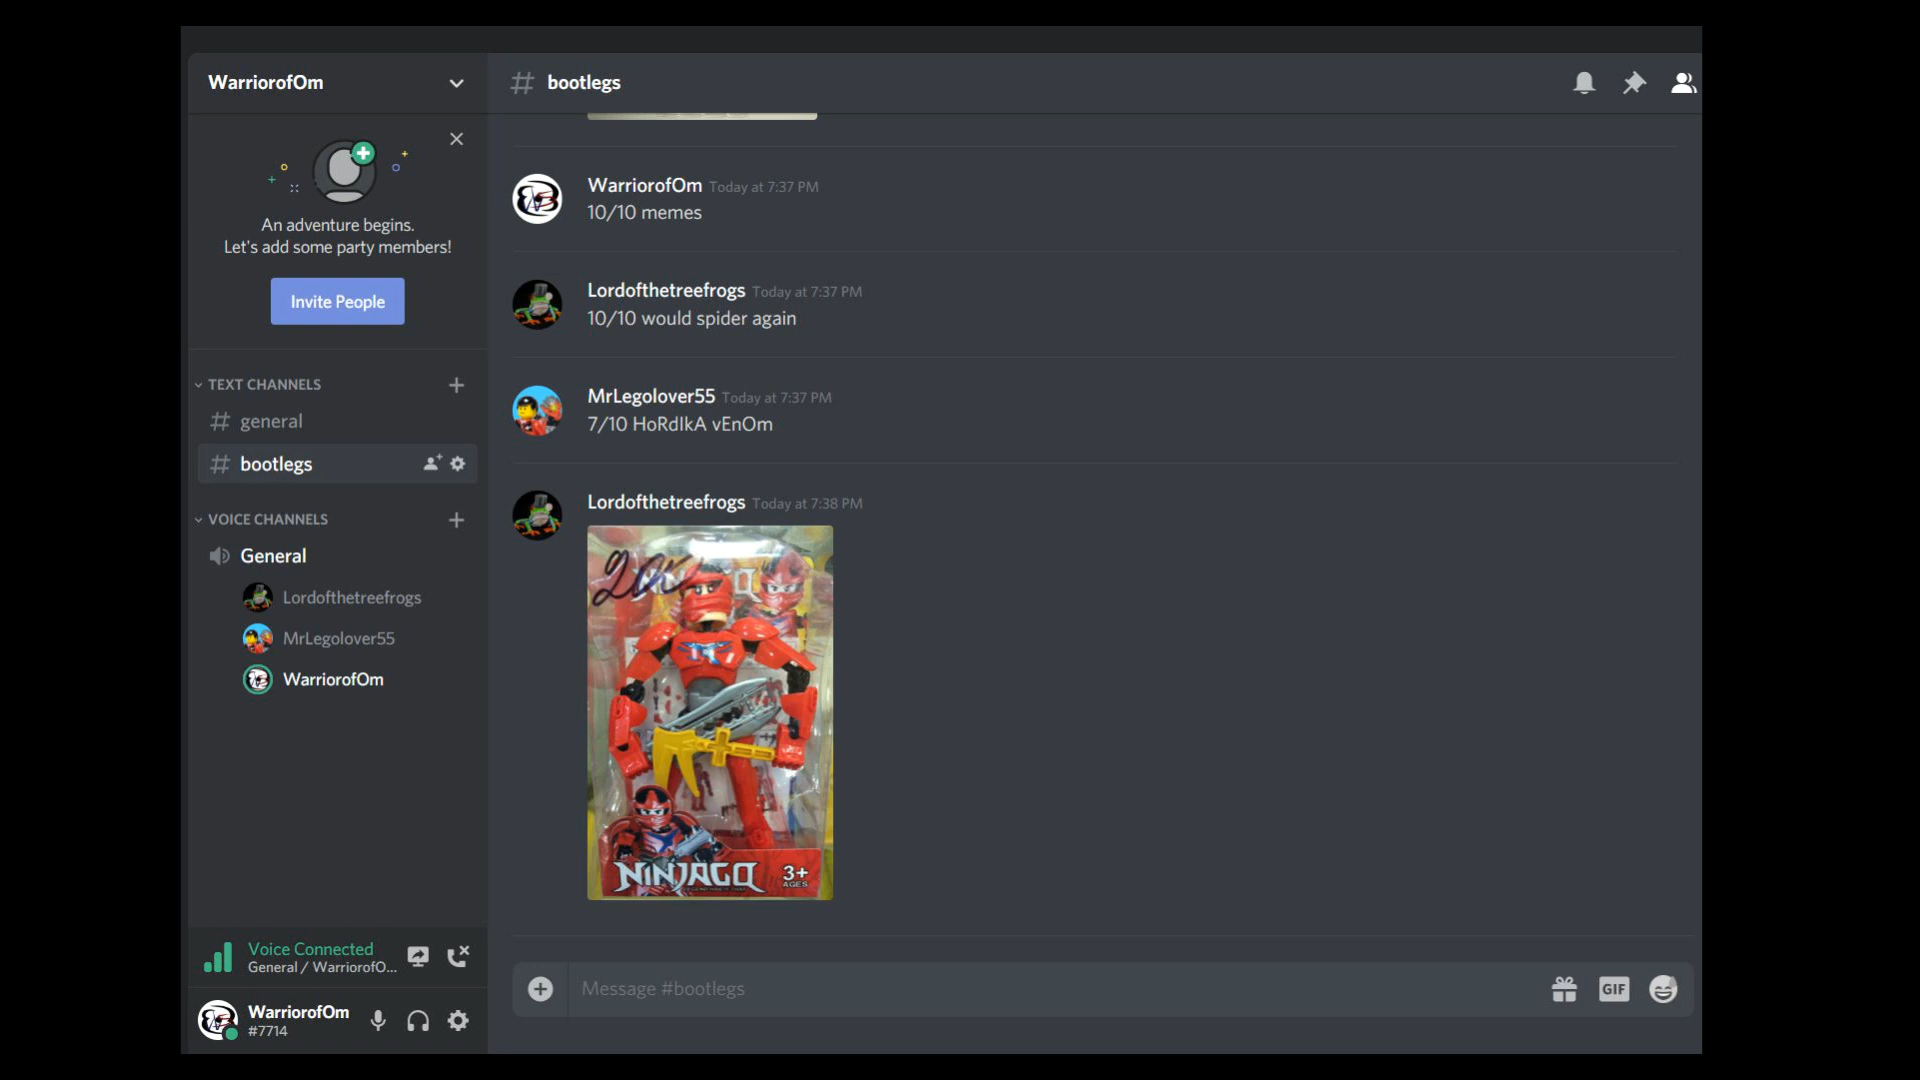 WarriorofOm
# bootlegs
An adventure begins.
Let's add some party members!
Invite People
TEXT CHANNELS
# general
# bootlegs
VOICE CHANNELS
General
Lordofthetreefrogs
MrLegolover55
WarriorofOm
Voice Connected
General / WarriorofO...
WarriorofOm
#7714
WarriorofOm Today at 7:37 PM
10/10 memes
Lordofthetreefrogs Today at 7:37 PM
10/10 would spider again
MrLegolover55 Today at 7:37 PM
7/10 HoRdIkA vEnOm
Lordofthetreefrogs Today at 7:38 PM
NINJAGO
3+
AGES
Message #bootlegs
GIF